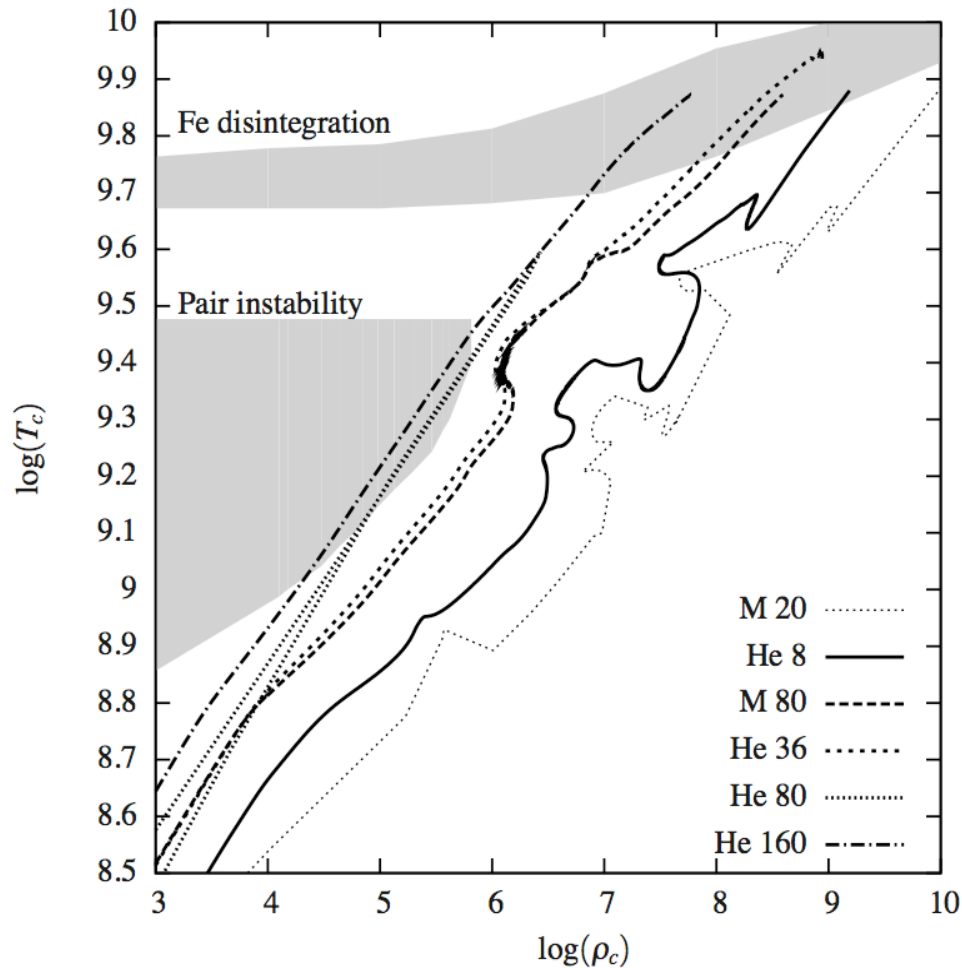 10
9.9
Fe disintegration
9.8
9.7
9.6
9.5
Pair instability
9.4
9.3
9.2
9.1
9
8.9
8.8
8.7
8.6
8.5
log(T_c)
M 20
He 8
M 80
He 36
He 80
He 160
3 4 5 6 7 8 9 10
log(ρ_c)